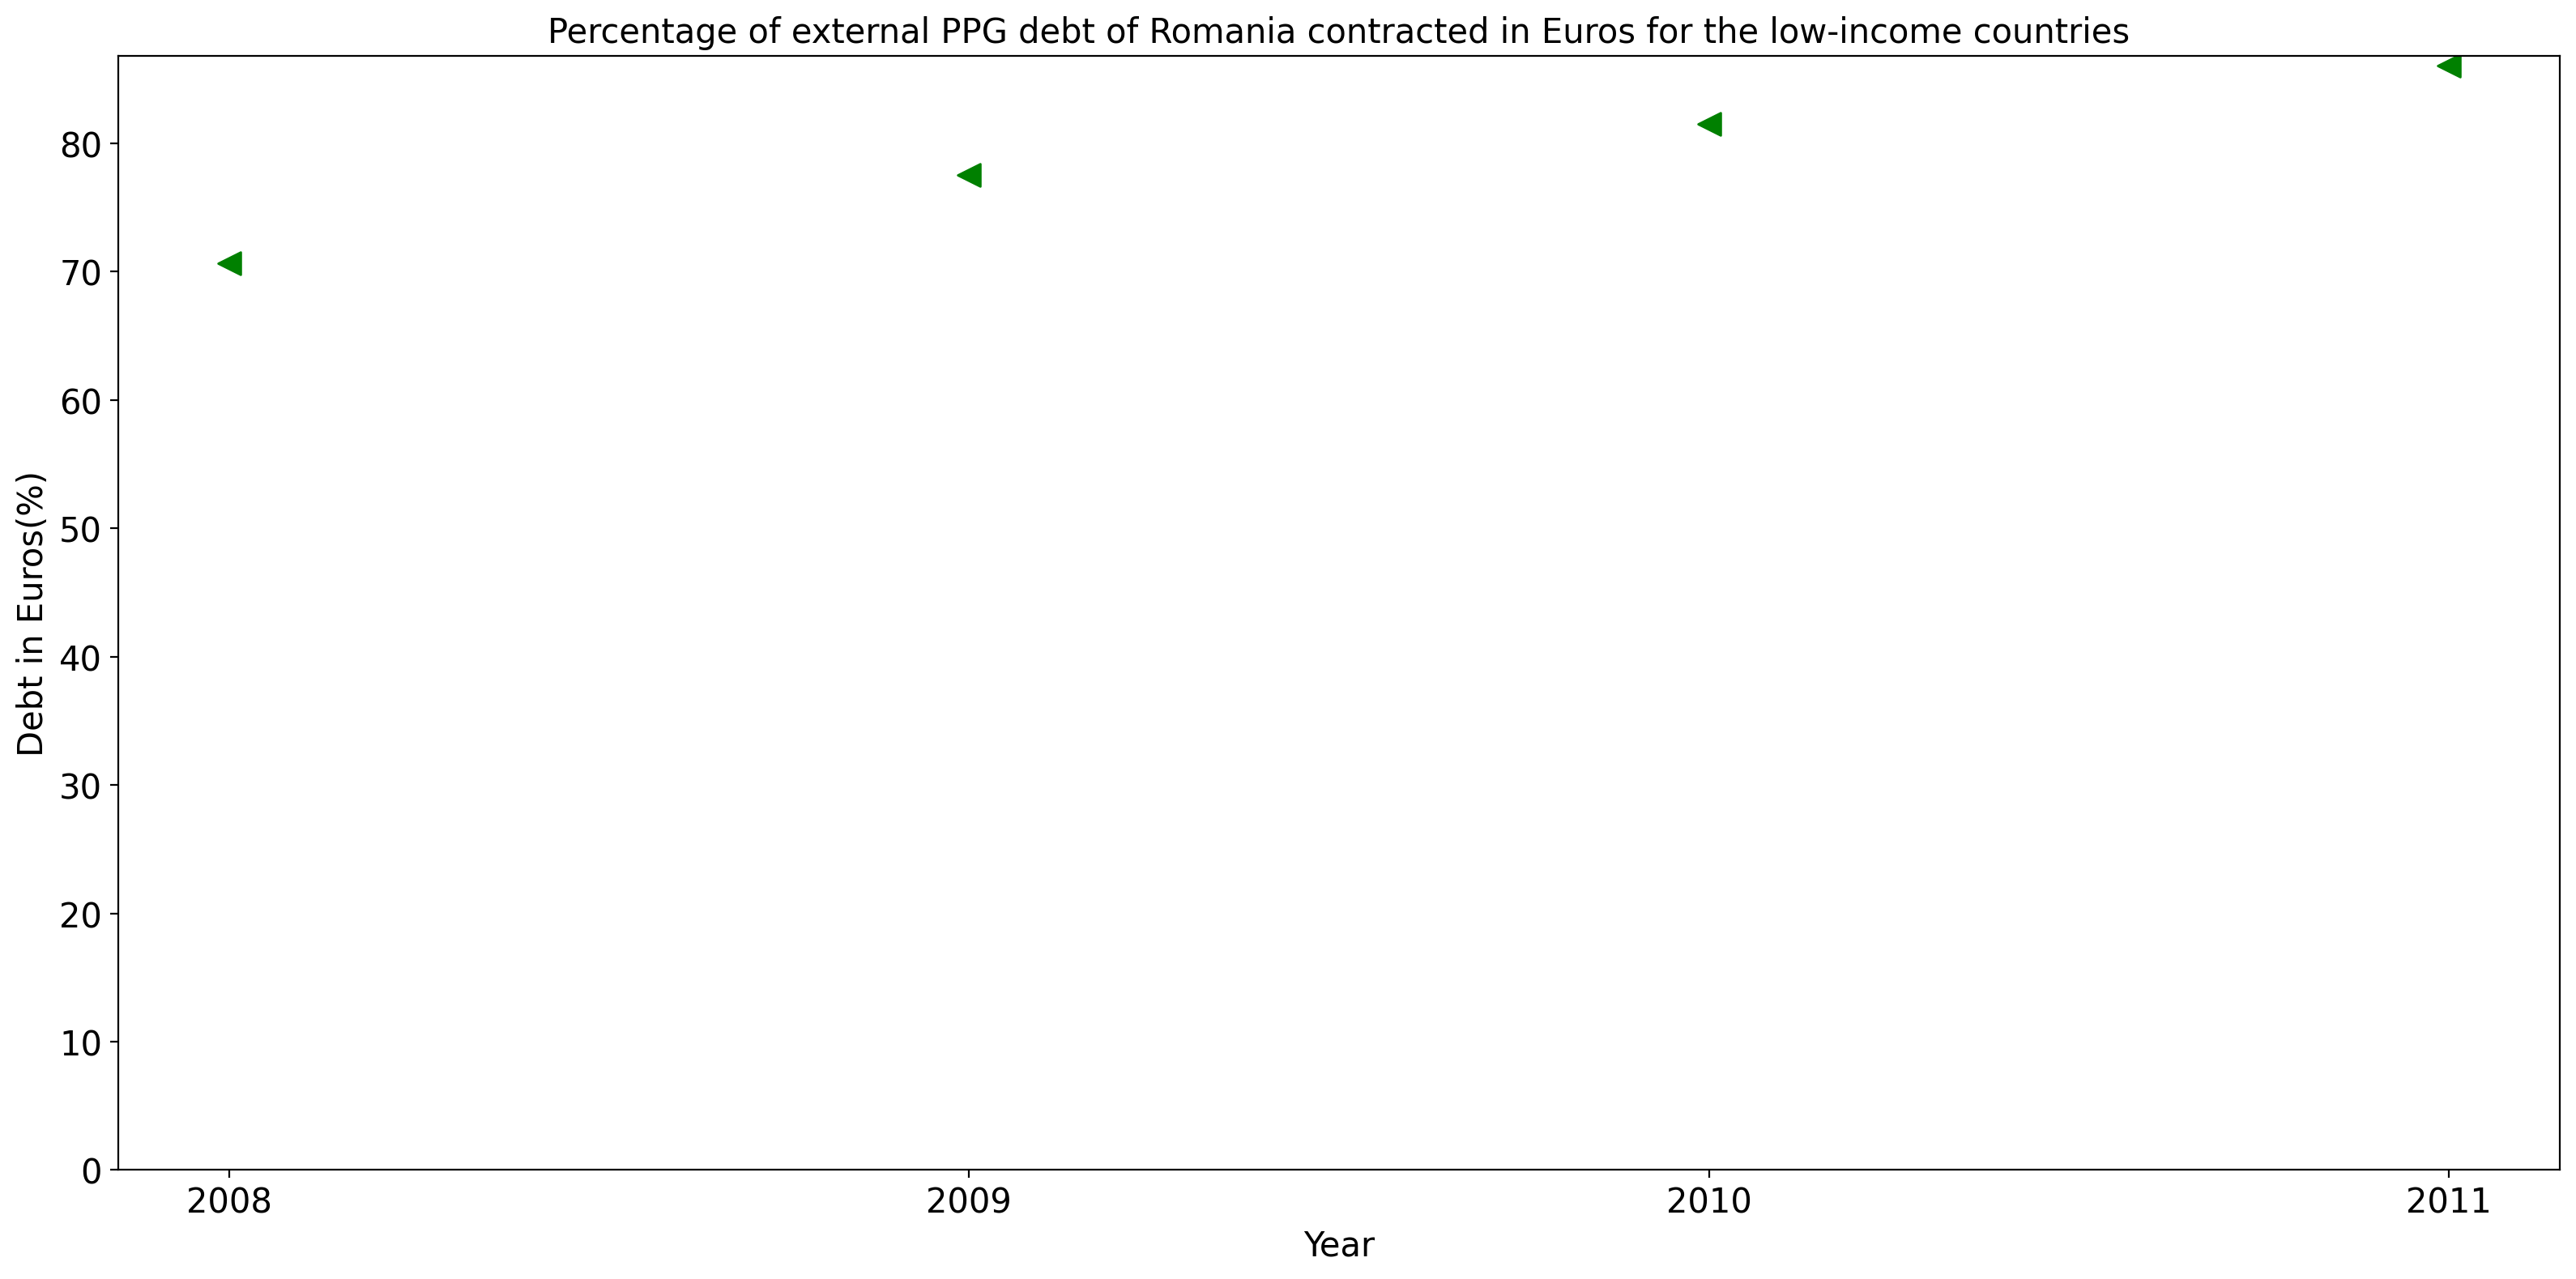 Percentage of external PPG debt of Romania contracted in Euros for the low-income countries
Debt in Euros(%)
80
70
60
50
40
30
20
10
0
2008 2009 2010 2011
Year